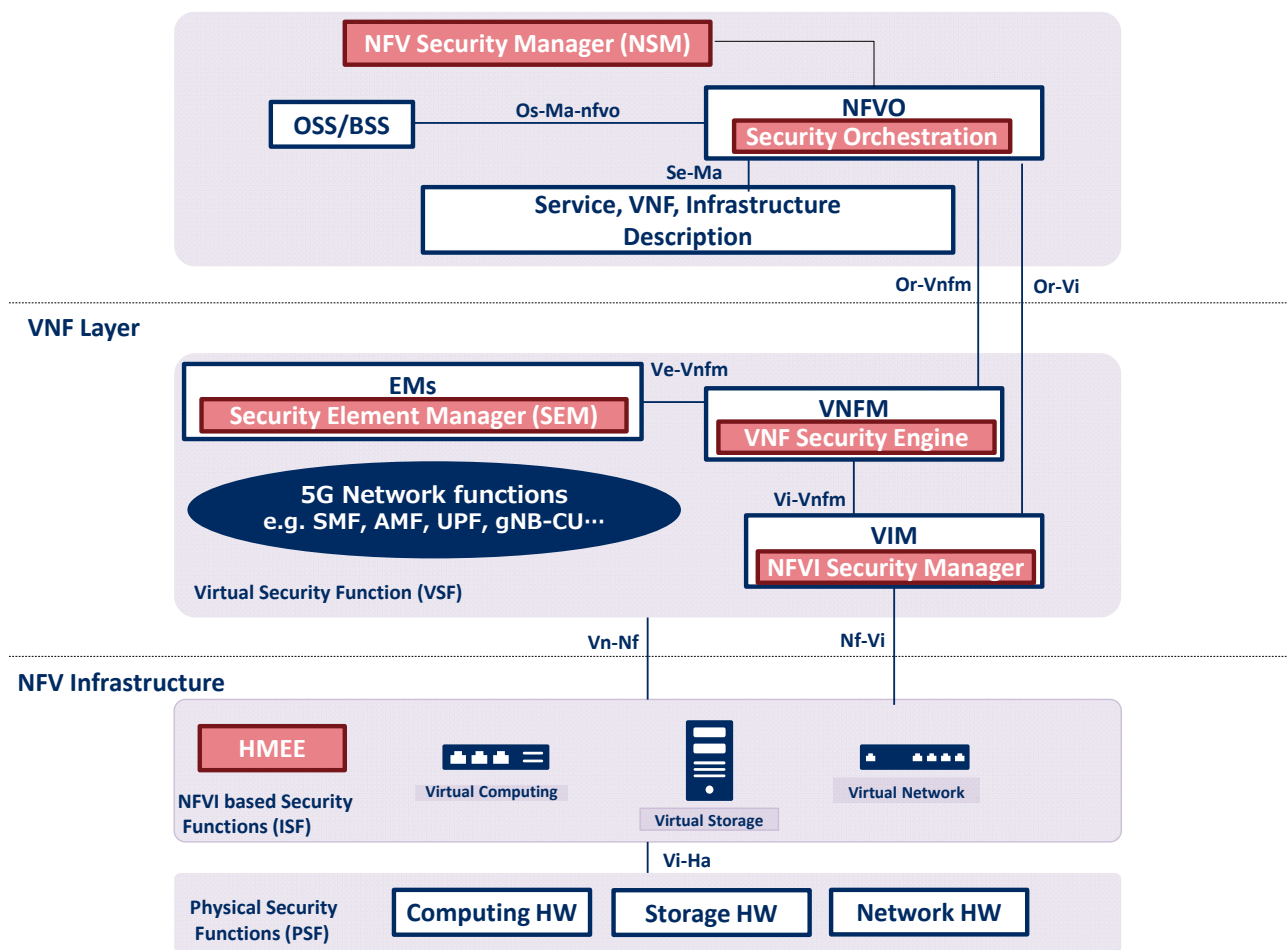 NFV Security Manager (NSM)
NFVO
Os-Ma-nfvo
OSS/BSS
Security Orchestration
Se-Ma
Service, VNF, Infrastructure
Description
Or-Vnfm
Or-Vi
VNF Layer
Ve-Vnfm
EMs
Security Element Manager (SEM)
VNFM
VNF Security Engine
5G Network functions
e.g. SMF, AMF, UPF, gNB-CU…
Vi-Vnfm
VIM
NFVI Security Manager
Virtual Security Function (VSF)
Vn-Nf
Nf-Vi
NFV Infrastructure
HMEE
NFVI based Security
Functions (ISF)
Virtual Computing
Virtual Storage
Virtual Network
Vi-Ha
Physical Security
Functions (PSF)
Computing HW
Storage HW
Network HW